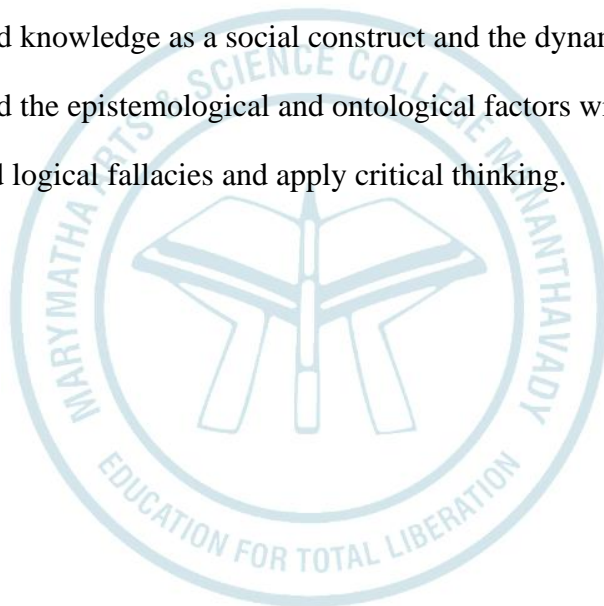 d knowledge as a social construct and the dynam
d the epistemological and ontological factors wi
l logical fallacies and apply critical thinking.
MARYMATHA ARTS & SCIENCE COLLEGE MANANTHAVADY
EDUCATION FOR TOTAL LIBERATION